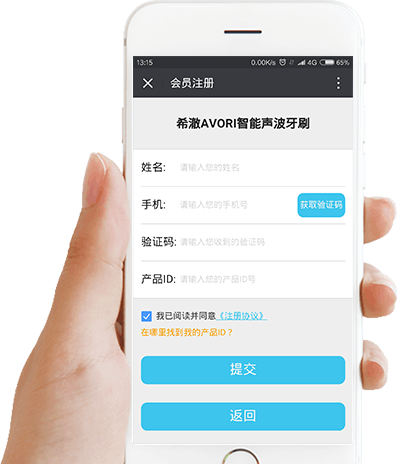 13:15 0.00K/s 4G 65%
会员注册
希澈AVORI智能声波牙刷
姓名: 请输入您的姓名
手机: 请输入您的手机号 获取验证码
验证码: 请输入您收到的验证码
产品ID: 请输入您的产品ID号
我已阅读并同意《注册协议》
在哪里找到我的产品ID？
提交
返回